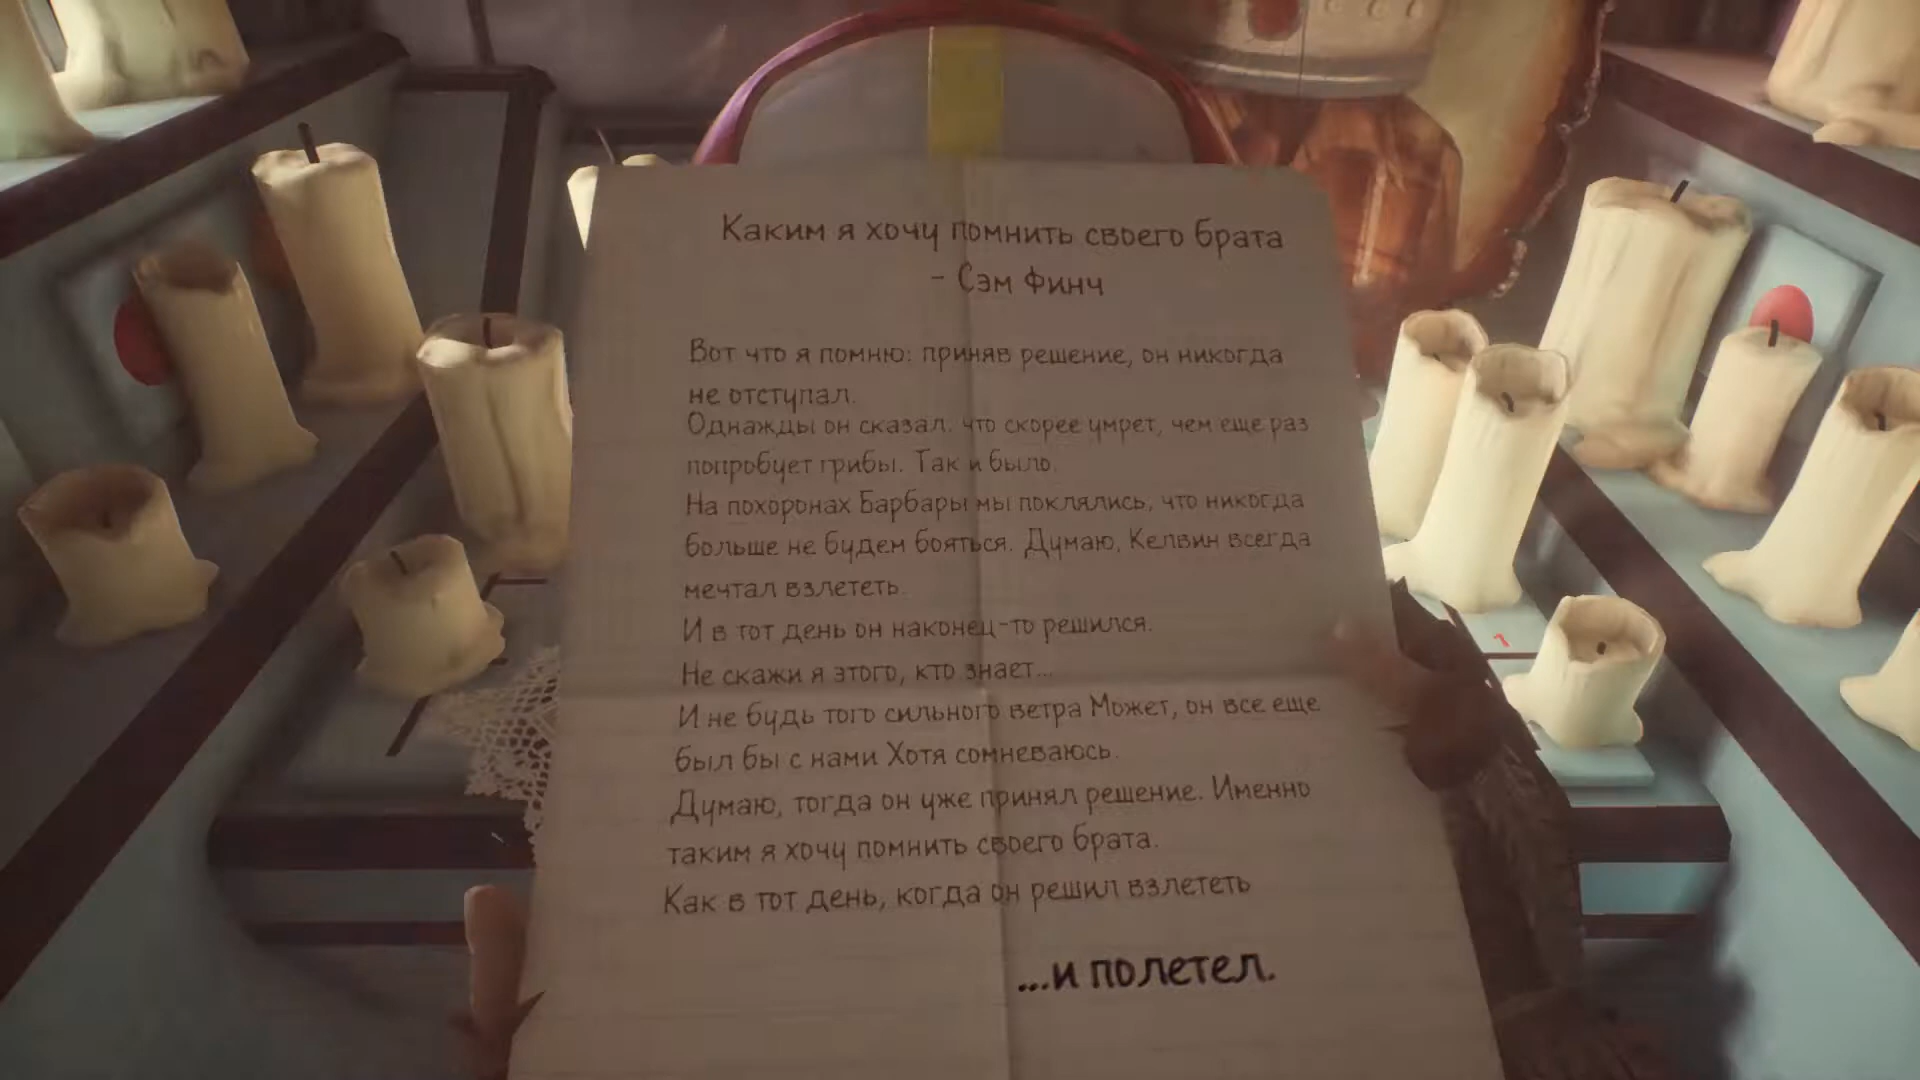 Каким я хочу помнить своего брата
- Сэм Финч
Вот что я помню: приняв решение, он никогда
не отступал.
Однажды он сказал, что скорее умрет, чем еще раз
попробует грибы. Так и было.
На похоронах Барбары мы поклялись, что никогда
больше не будем бояться. Думаю, Келвин всегда
мечтал взлететь.
И в тот день он наконец-то решился.
Не скажи я этого, кто знает...
И не будь того сильного ветра Может, он все еще
был бы с нами Хотя сомневаюсь.
Думаю, тогда он уже принял решение. Именно
таким я хочу помнить своего брата.
Как в тот день, когда он решил взлететь
...и полетел.